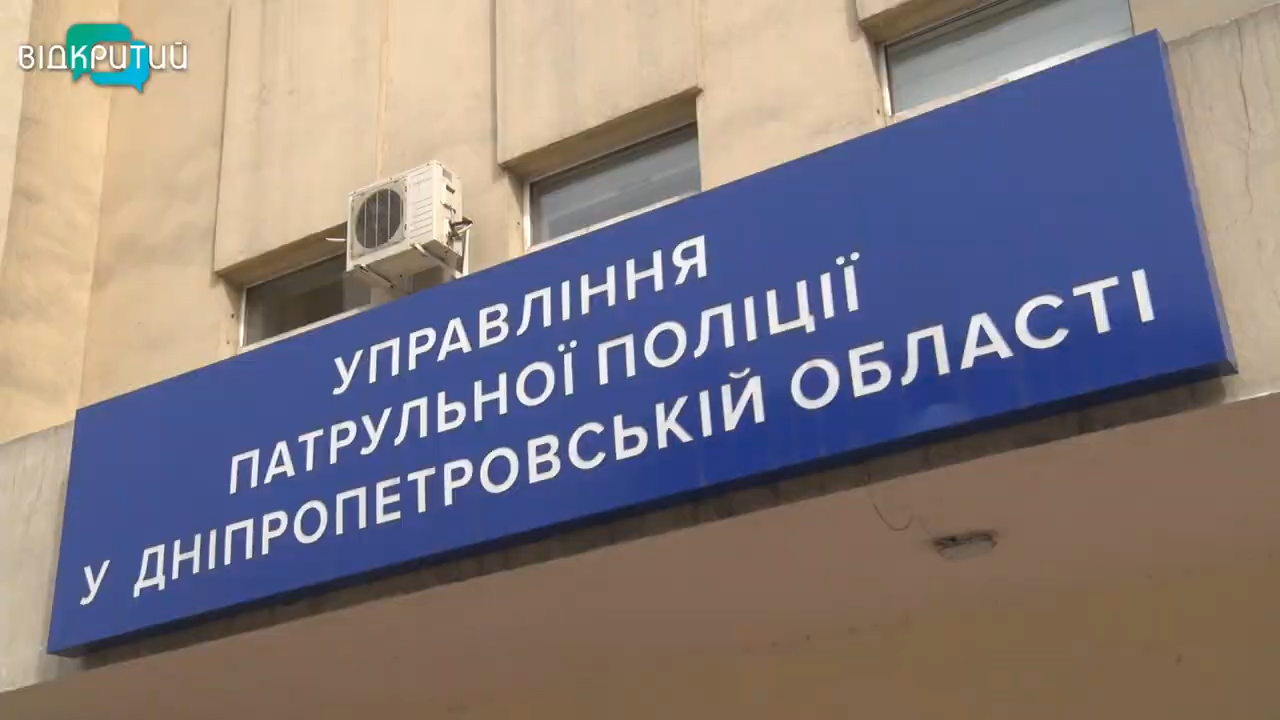 ВІДКРИТИЙ
УПРАВЛІННЯ
ПАТРУЛЬНОЇ ПОЛІЦІЇ
У ДНІПРОПЕТРОВСЬКІЙ ОБЛАСТІ